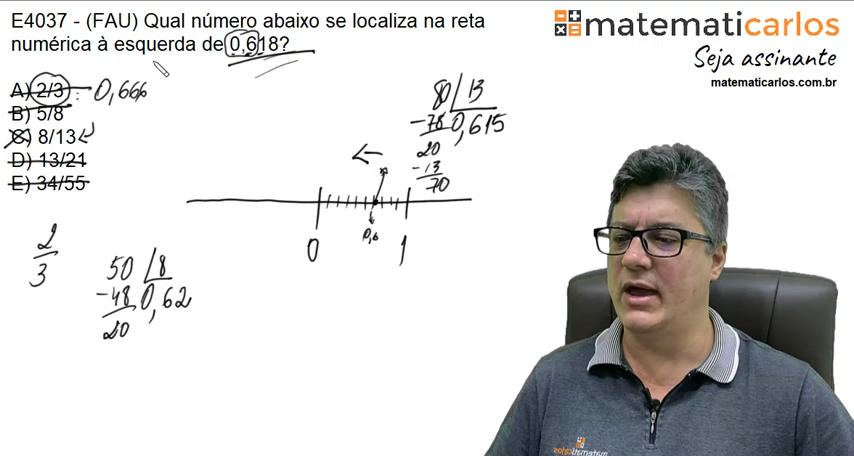 E4037 - (FAU) Qual número abaixo se localiza na reta
numérica à esquerda de 0,618?
A) 2/3 : 0,666
B) 5/8
C) 8/13
D) 13/21
E) 34/55
2
3
50 8
-48 0,62
20
80 13
-78 0,615
20
-13
70
0 0,6 1
matematicarlos
Seja assinante
matematicarlos.com.br
matematicarlos